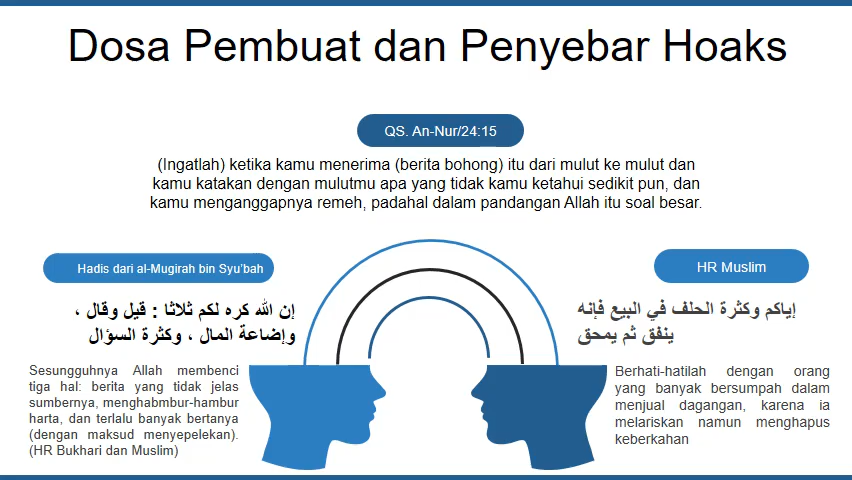 Dosa Pembuat dan Penyebar Hoaks
QS. An-Nur/24:15
(Ingatlah) ketika kamu menerima (berita bohong) itu dari mulut ke mulut dan
kamu katakan dengan mulutmu apa yang tidak kamu ketahui sedikit pun, dan
kamu menganggapnya remeh, padahal dalam pandangan Allah itu soal besar.
Hadis dari al-Mugirah bin Syu'bah
إن الله كره لكم ثلاثا : قيل وقال ،
وإضاعة المال ، وكثرة السؤال
Sesungguhnya Allah membenci
tiga hal: berita yang tidak jelas
sumbernya, menghabmbur-hambur
harta, dan terlalu banyak bertanya
(dengan maksud menyepelekan).
(HR Bukhari dan Muslim)
HR Muslim
إياكم وكثرة الحلف في البيع فإنه
ينفق ثم يمحق
Berhati-hatilah dengan orang
yang banyak bersumpah dalam
menjual dagangan, karena ia
melariskan namun menghapus
keberkahan